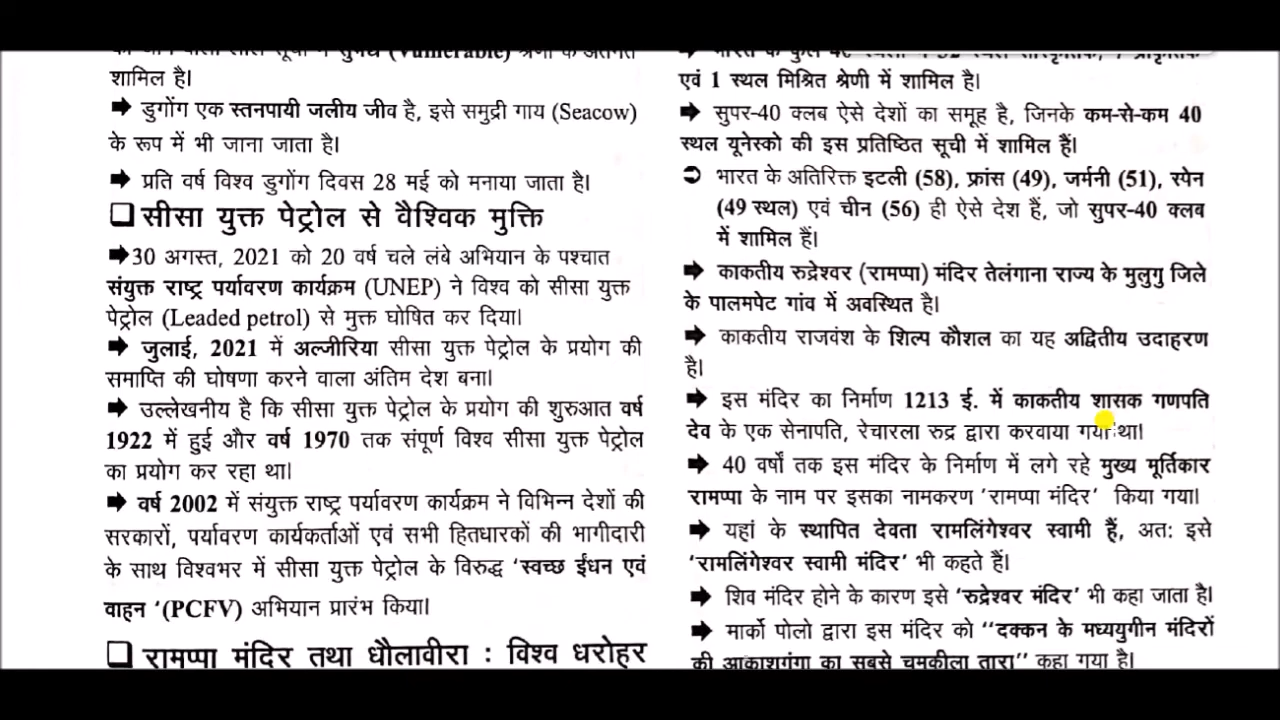 शामिल है।
➡ डुगोंग एक स्तनपायी जलीय जीव है, इसे समुद्री गाय (Seacow)
के रूप में भी जाना जाता है।
➡ प्रति वर्ष विश्व डुगोंग दिवस 28 मई को मनाया जाता है।
❑ सीसा युक्त पेट्रोल से वैश्विक मुक्ति
➡30 अगस्त, 2021 को 20 वर्ष चले लंबे अभियान के पश्चात
संयुक्त राष्ट्र पर्यावरण कार्यक्रम (UNEP) ने विश्व को सीसा युक्त
पेट्रोल (Leaded petrol) से मुक्त घोषित कर दिया।
➡ जुलाई, 2021 में अल्जीरिया सीसा युक्त पेट्रोल के प्रयोग की
समाप्ति की घोषणा करने वाला अंतिम देश बना।
➡ उल्लेखनीय है कि सीसा युक्त पेट्रोल के प्रयोग की शुरुआत वर्ष
1922 में हुई और वर्ष 1970 तक संपूर्ण विश्व सीसा युक्त पेट्रोल
का प्रयोग कर रहा था।
➡ वर्ष 2002 में संयुक्त राष्ट्र पर्यावरण कार्यक्रम ने विभिन्न देशों की
सरकारों, पर्यावरण कार्यकर्ताओं एवं सभी हितधारकों की भागीदारी
के साथ विश्वभर में सीसा युक्त पेट्रोल के विरुद्ध 'स्वच्छ ईंधन एवं
वाहन '(PCFV) अभियान प्रारंभ किया।
❑ रामप्पा मंदिर तथा धौलावीरा : विश्व धरोहर
एवं 1 स्थल मिश्रित श्रेणी में शामिल है।
➡ सुपर-40 क्लब ऐसे देशों का समूह है, जिनके कम-से-कम 40
स्थल यूनेस्को की इस प्रतिष्ठित सूची में शामिल हैं।
➲ भारत के अतिरिक्त इटली (58), फ्रांस (49), जर्मनी (51), स्पेन
(49 स्थल) एवं चीन (56) ही ऐसे देश हैं, जो सुपर-40 क्लब
में शामिल हैं।
➡ काकतीय रुद्रेश्वर (रामप्पा) मंदिर तेलंगाना राज्य के मुलुगु जिले
के पालमपेट गांव में अवस्थित है।
➡ काकतीय राजवंश के शिल्प कौशल का यह अद्वितीय उदाहरण
है।
➡ इस मंदिर का निर्माण 1213 ई. में काकतीय शासक गणपति
देव के एक सेनापति, रेचारला रुद्र द्वारा करवाया गया था।
➡ 40 वर्षों तक इस मंदिर के निर्माण में लगे रहे मुख्य मूर्तिकार
रामप्पा के नाम पर इसका नामकरण 'रामप्पा मंदिर' किया गया।
➡ यहां के स्थापित देवता रामलिंगेश्वर स्वामी हैं, अत: इसे
'रामलिंगेश्वर स्वामी मंदिर' भी कहते हैं।
➡ शिव मंदिर होने के कारण इसे 'रुद्रेश्वर मंदिर' भी कहा जाता है।
➡ मार्को पोलो द्वारा इस मंदिर को "दक्कन के मध्ययुगीन मंदिरों
की आकाशगंगा का सबसे चमकीला तारा" कहा गया है।